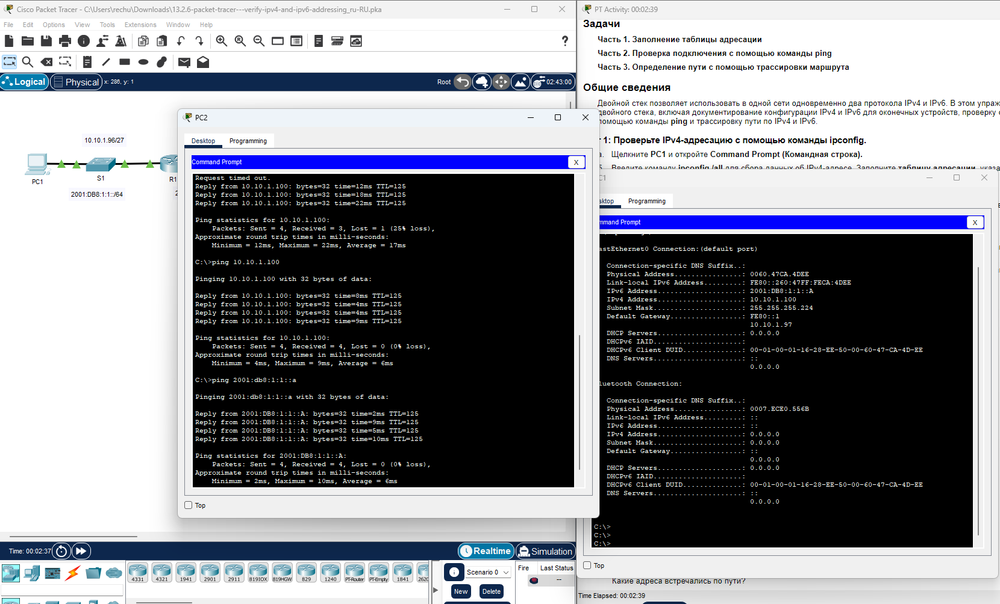 Cisco Packet Tracer - C:\Users\rechu\Downloads\13.2.6-packet-tracer---verify-ipv4-and-ipv6-addressing_ru-RU.pka
File Edit Options View Tools Extensions Window Help
Logical Physical x: 286, y: 1
Root 02:43:00
10.10.1.96/27
PC1
S1
R1
2001:DB8:1:1::/64
2
PC2
Desktop Programming
Command Prompt
X
Request timed out.
Reply from 10.10.1.100: bytes=32 time=12ms TTL=125
Reply from 10.10.1.100: bytes=32 time=18ms TTL=125
Reply from 10.10.1.100: bytes=32 time=22ms TTL=125
Ping statistics for 10.10.1.100:
Packets: Sent = 4, Received = 3, Lost = 1 (25% loss),
Approximate round trip times in milli-seconds:
Minimum = 12ms, Maximum = 22ms, Average = 17ms
C:\>ping 10.10.1.100
Pinging 10.10.1.100 with 32 bytes of data:
Reply from 10.10.1.100: bytes=32 time=8ms TTL=125
Reply from 10.10.1.100: bytes=32 time=4ms TTL=125
Reply from 10.10.1.100: bytes=32 time=4ms TTL=125
Reply from 10.10.1.100: bytes=32 time=9ms TTL=125
Ping statistics for 10.10.1.100:
Packets: Sent = 4, Received = 4, Lost = 0 (0% loss),
Approximate round trip times in milli-seconds:
Minimum = 4ms, Maximum = 9ms, Average = 6ms
C:\>ping 2001:db8:1:1::a
Pinging 2001:db8:1:1::a with 32 bytes of data:
Reply from 2001:DB8:1:1::A: bytes=32 time=2ms TTL=125
Reply from 2001:DB8:1:1::A: bytes=32 time=9ms TTL=125
Reply from 2001:DB8:1:1::A: bytes=32 time=5ms TTL=125
Reply from 2001:DB8:1:1::A: bytes=32 time=10ms TTL=125
Ping statistics for 2001:DB8:1:1::A:
Packets: Sent = 4, Received = 4, Lost = 0 (0% loss),
Approximate round trip times in milli-seconds:
Minimum = 2ms, Maximum = 10ms, Average = 6ms
Top
Time: 00:02:37
Realtime Simulation
4331 4321 1941 2901 2911 819IOX 819HGW 829 1240 PT-Router PT-Empty 1841 2620
Scenario 0
New Delete
Fire Last Status
--
PT Activity: 00:02:39
Задачи
Часть 1. Заполнение таблицы адресации
Часть 2. Проверка подключения с помощью команды ping
Часть 3. Определение пути с помощью трассировки маршрута
Общие сведения
Двойной стек позволяет использовать в одной сети одновременно два протокола IPv4 и IPv6. В этом упраж
двойного стека, включая документирование конфигурации IPv4 и IPv6 для оконечных устройств, проверку
помощью команды ping и трассировку пути по IPv4 и IPv6.
г 1: Проверьте IPv4-адресацию с помощью команды ipconfig.
a. Щелкните PC1 и откройте Command Prompt (Командная строка).
Введите команду ipconfig /all для сбора данных об IPv4-адресе. Заполните таблицу адресации, указа
C1
sktop Programming
mmand Prompt
X
astEthernet0 Connection:(default port)
Connection-specific DNS Suffix..:
Physical Address................: 0060.47CA.4DEE
Link-local IPv6 Address.........: FE80::260:47FF:FECA:4DEE
IPv6 Address....................: 2001:DB8:1:1::A
IPv4 Address....................: 10.10.1.100
Subnet Mask.....................: 255.255.255.224
Default Gateway.................: FE80::1
10.10.1.97
DHCP Servers....................: 0.0.0.0
DHCPv6 IAID.....................:
DHCPv6 Client DUID..............: 00-01-00-01-16-28-EE-50-00-60-47-CA-4D-EE
DNS Servers.....................: ::
0.0.0.0
luetooth Connection:
Connection-specific DNS Suffix..:
Physical Address................: 0007.ECE0.556B
Link-local IPv6 Address.........: ::
IPv6 Address....................: ::
IPv4 Address....................: 0.0.0.0
Subnet Mask.....................: 0.0.0.0
Default Gateway.................: ::
0.0.0.0
DHCP Servers....................: 0.0.0.0
DHCPv6 IAID.....................:
DHCPv6 Client DUID..............: 00-01-00-01-16-28-EE-50-00-60-47-CA-4D-EE
DNS Servers.....................: ::
0.0.0.0
C:\>
C:\>
C:\>
Top
Какие адреса встречались по пути?
Time Elapsed: 00:02:39